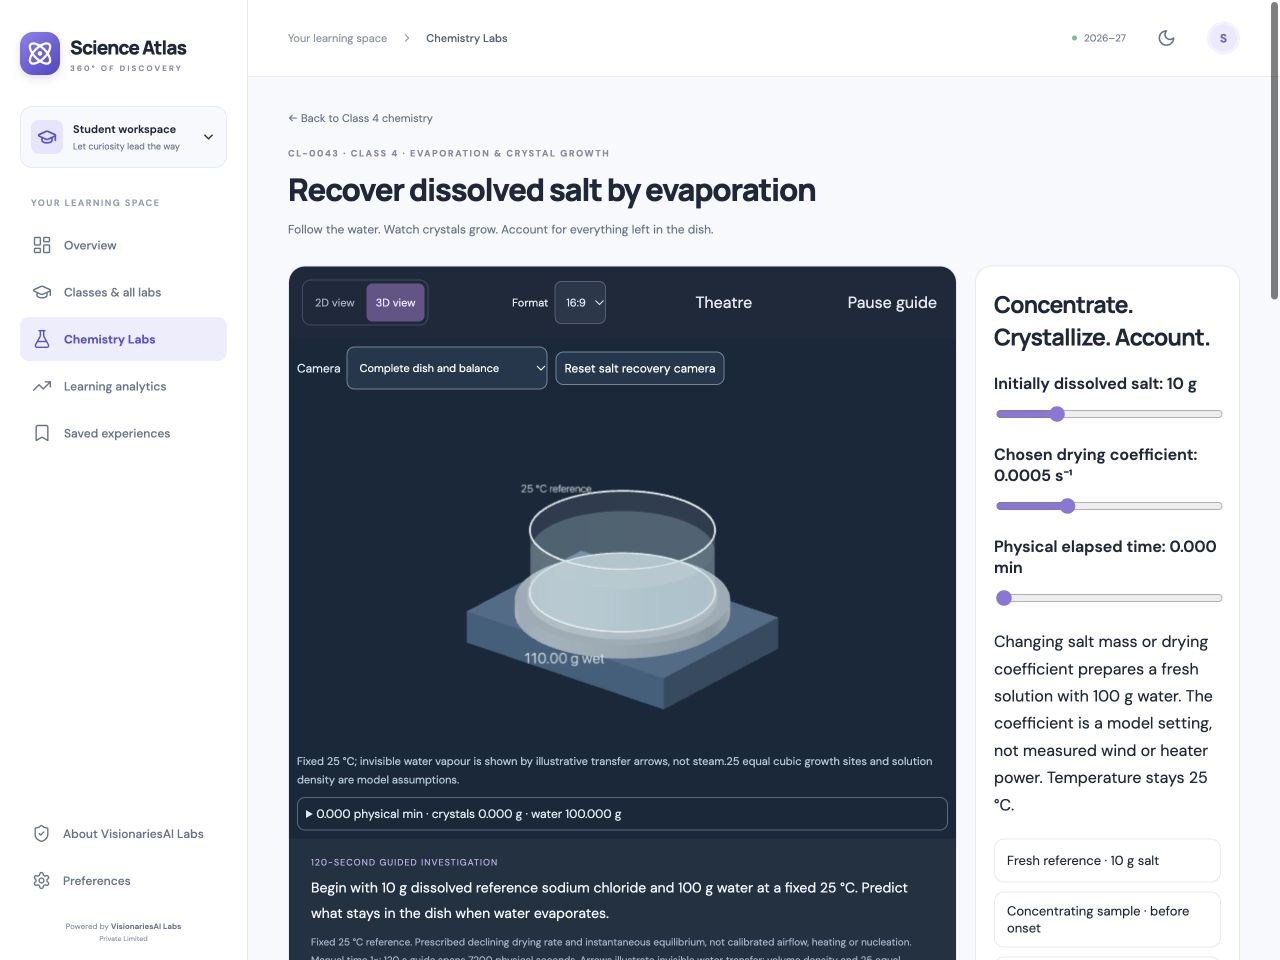 Science Atlas
360° OF DISCOVERY
Student workspace
Let curiosity lead the way
YOUR LEARNING SPACE
Overview
Classes & all labs
Chemistry Labs
Learning analytics
Saved experiences
About VisionariesAI Labs
Preferences
Powered by VisionariesAI Labs
Private Limited
Your learning space > Chemistry Labs
2026–27
S
← Back to Class 4 chemistry
CL-0043 · CLASS 4 · EVAPORATION & CRYSTAL GROWTH
Recover dissolved salt by evaporation
Follow the water. Watch crystals grow. Account for everything left in the dish.
2D view 3D view Format 16:9 Theatre Pause guide
Camera Complete dish and balance Reset salt recovery camera
25 °C reference
110.00 g wet
Fixed 25 °C; invisible water vapour is shown by illustrative transfer arrows, not steam.25 equal cubic growth sites and solution
density are model assumptions.
▶ 0.000 physical min · crystals 0.000 g · water 100.000 g
120-SECOND GUIDED INVESTIGATION
Begin with 10 g dissolved reference sodium chloride and 100 g water at a fixed 25 °C. Predict
what stays in the dish when water evaporates.
Fixed 25 °C reference. Prescribed declining drying rate and instantaneous equilibrium, not calibrated airflow, heating or nucleation.
Concentrate.
Crystallize. Account.
Initially dissolved salt: 10 g
Chosen drying coefficient:
0.0005 s⁻¹
Physical elapsed time: 0.000
min
Changing salt mass or drying
coefficient prepares a fresh
solution with 100 g water. The
coefficient is a model setting,
not measured wind or heater
power. Temperature stays 25
°C.
Fresh reference · 10 g salt
Concentrating sample · before
onset